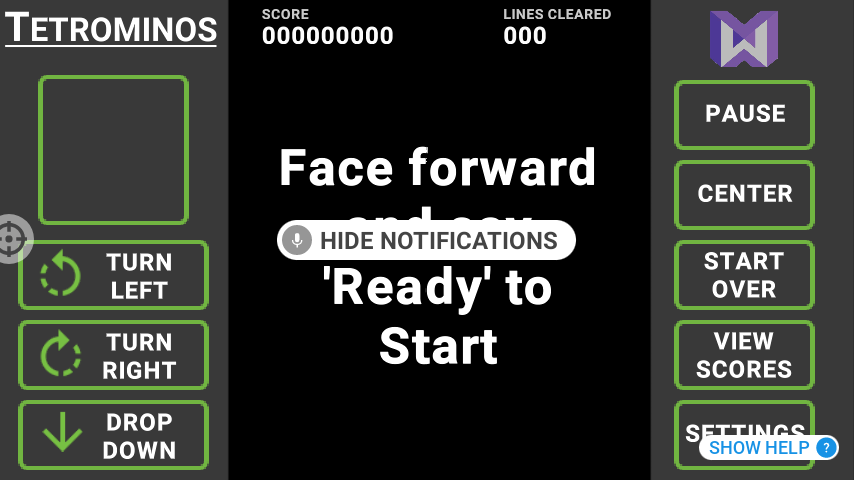 TETROMINOS
SCORE
000000000
LINES CLEARED
000
Face forward
HIDE NOTIFICATIONS
'Ready' to
Start
TURN
LEFT
TURN
RIGHT
DROP
DOWN
PAUSE
CENTER
START
OVER
VIEW
SCORES
SETTINGS
SHOW HELP ?